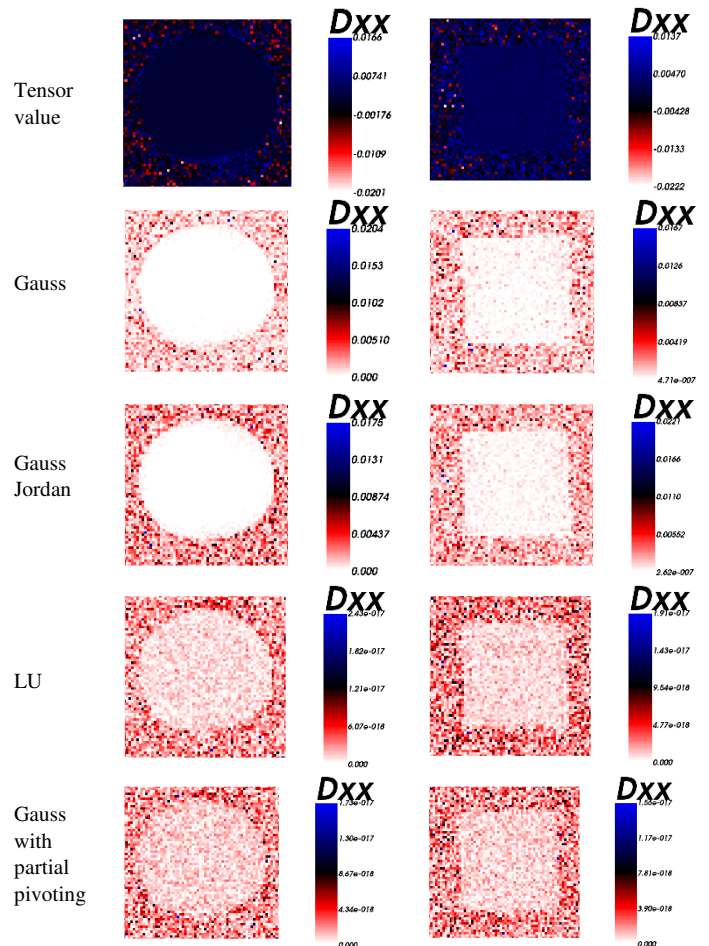 Dxx
0.0166
0.00741
-0.00176
-0.0109
-0.0201
Dxx
0.0137
0.00470
-0.00428
-0.0133
-0.0222
Tensor
value
Dxx
0.0204
0.0153
0.0102
0.00510
0.000
Dxx
0.0167
0.0126
0.00837
0.00419
4.71e-007
Gauss
Dxx
0.0175
0.0131
0.00874
0.00437
0.000
Dxx
0.0221
0.0166
0.0110
0.00552
2.62e-007
Gauss
Jordan
Dxx
2.43e-017
1.82e-017
1.21e-017
6.07e-018
0.000
Dxx
1.91e-017
1.43e-017
9.54e-018
4.77e-018
0.000
LU
Dxx
1.73e-017
1.30e-017
8.67e-018
4.34e-018
0.000
Dxx
1.56e-017
1.17e-017
7.81e-018
3.90e-018
0.000
Gauss
with
partial
pivoting